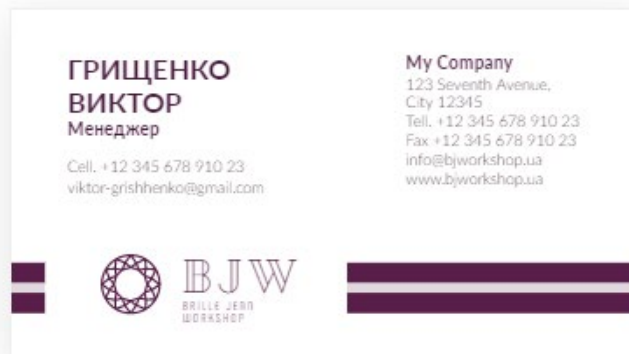 ГРИЩЕНКО
ВИКТОР
Менеджер
Cell. +12 345 678 910 23
viktor-grishhenko@gmail.com
My Company
123 Seventh Avenue,
City 12345
Tell. +12 345 678 910 23
Fax +12 345 678 910 23
info@bjworkshop.ua
www.bjworkshop.ua
BJW
BRILLE JENN
WORKSHOP